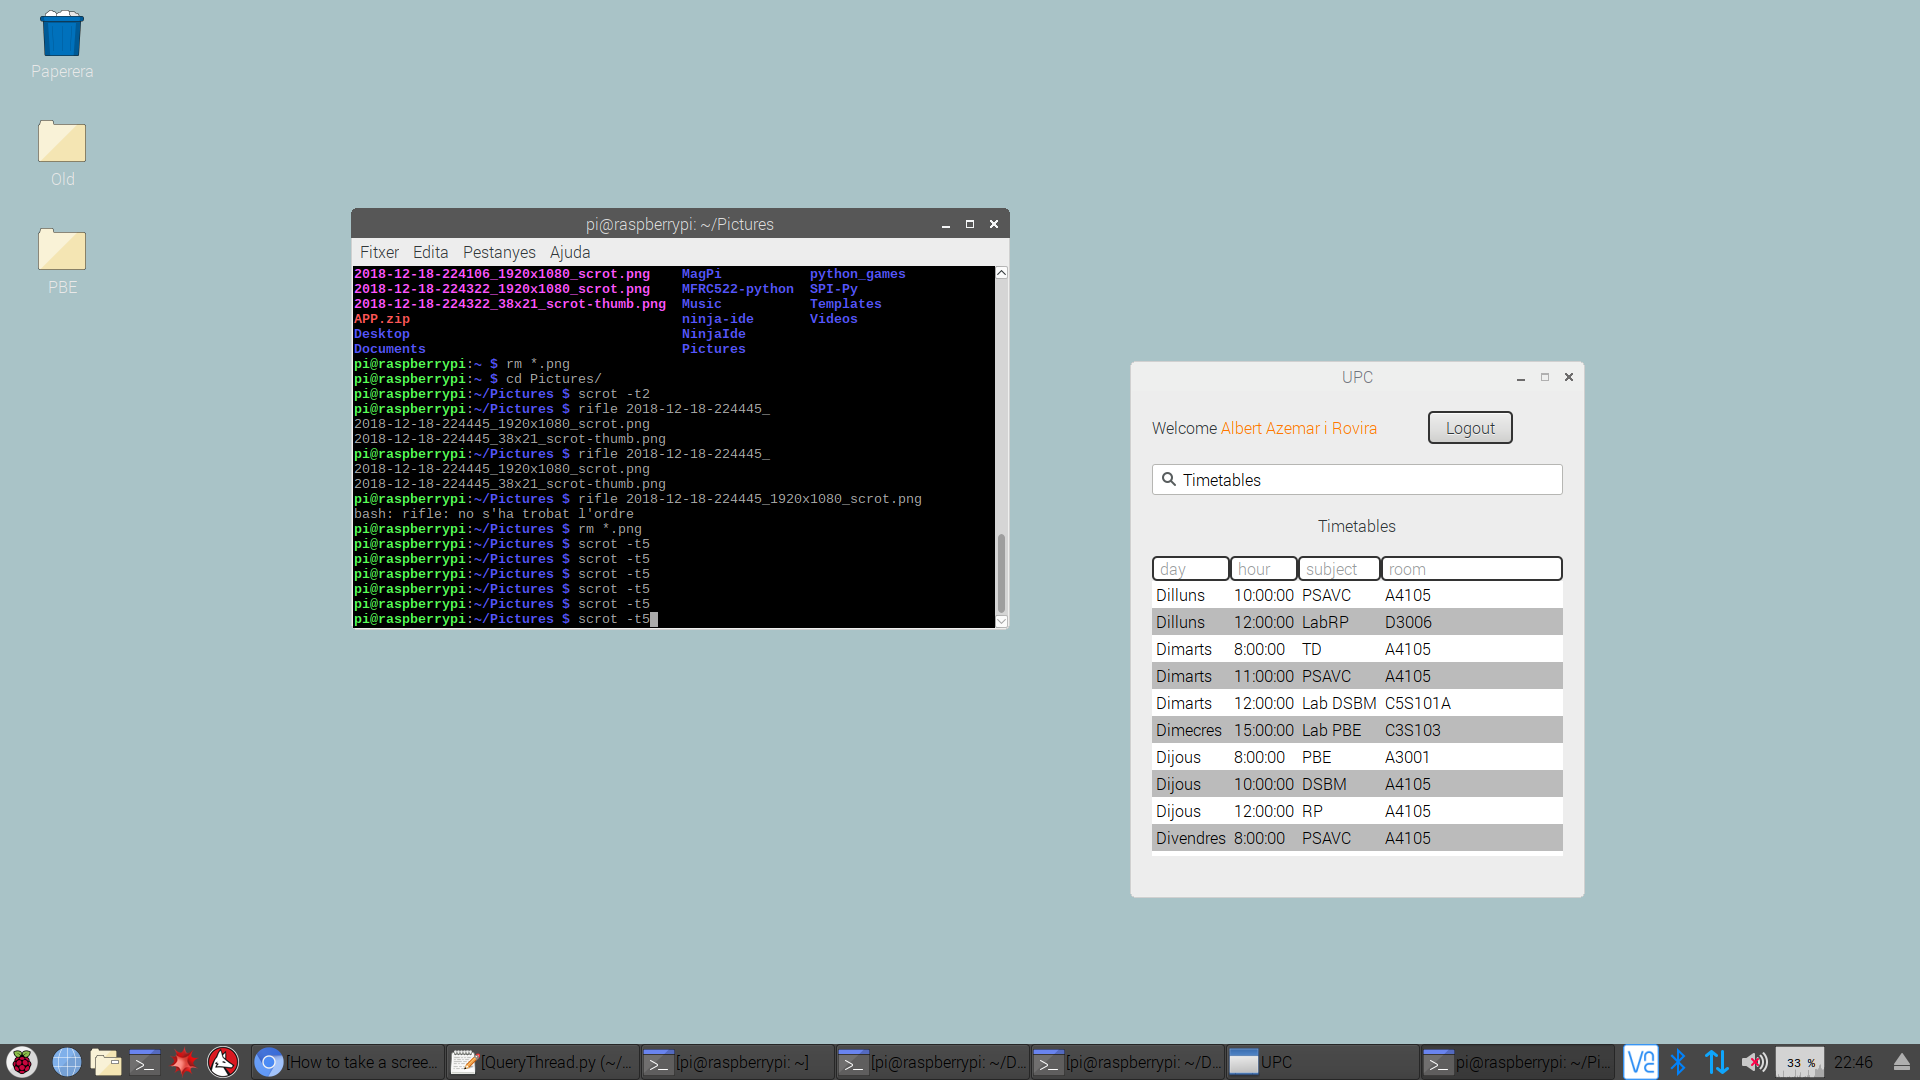 Paperera
Old
PBE
pi@raspberrypi: ~/Pictures
Fitxer Edita Pestanyes Ajuda
2018-12-18-224106_1920x1080_scrot.png MagPi python_games
2018-12-18-224322_1920x1080_scrot.png MFRC522-python SPI-Py
2018-12-18-224322_38x21_scrot-thumb.png Music Templates
APP.zip ninja-ide Videos
Desktop NinjaIde
Documents Pictures
pi@raspberrypi:~ $ rm *.png
pi@raspberrypi:~ $ cd Pictures/
pi@raspberrypi:~/Pictures $ scrot -t2
pi@raspberrypi:~/Pictures $ rifle 2018-12-18-224445_
2018-12-18-224445_1920x1080_scrot.png
2018-12-18-224445_38x21_scrot-thumb.png
pi@raspberrypi:~/Pictures $ rifle 2018-12-18-224445_
2018-12-18-224445_1920x1080_scrot.png
2018-12-18-224445_38x21_scrot-thumb.png
pi@raspberrypi:~/Pictures $ rifle 2018-12-18-224445_1920x1080_scrot.png
bash: rifle: no s'ha trobat l'ordre
pi@raspberrypi:~/Pictures $ rm *.png
pi@raspberrypi:~/Pictures $ scrot -t5
pi@raspberrypi:~/Pictures $ scrot -t5
pi@raspberrypi:~/Pictures $ scrot -t5
pi@raspberrypi:~/Pictures $ scrot -t5
pi@raspberrypi:~/Pictures $ scrot -t5
pi@raspberrypi:~/Pictures $ scrot -t5
UPC
Welcome Albert Azemar i Rovira Logout
Timetables
Timetables
day hour subject room
Dilluns 10:00:00 PSAVC A4105
Dilluns 12:00:00 LabRP D3006
Dimarts 8:00:00 TD A4105
Dimarts 11:00:00 PSAVC A4105
Dimarts 12:00:00 Lab DSBM C5S101A
Dimecres 15:00:00 Lab PBE C3S103
Dijous 8:00:00 PBE A3001
Dijous 10:00:00 DSBM A4105
Dijous 12:00:00 RP A4105
Divendres 8:00:00 PSAVC A4105
[How to take a scree... [QueryThread.py (~/... [pi@raspberrypi: ~] [pi@raspberrypi: ~/D... [pi@raspberrypi: ~/D... UPC pi@raspberrypi: ~/Pi... 33 % 22:46